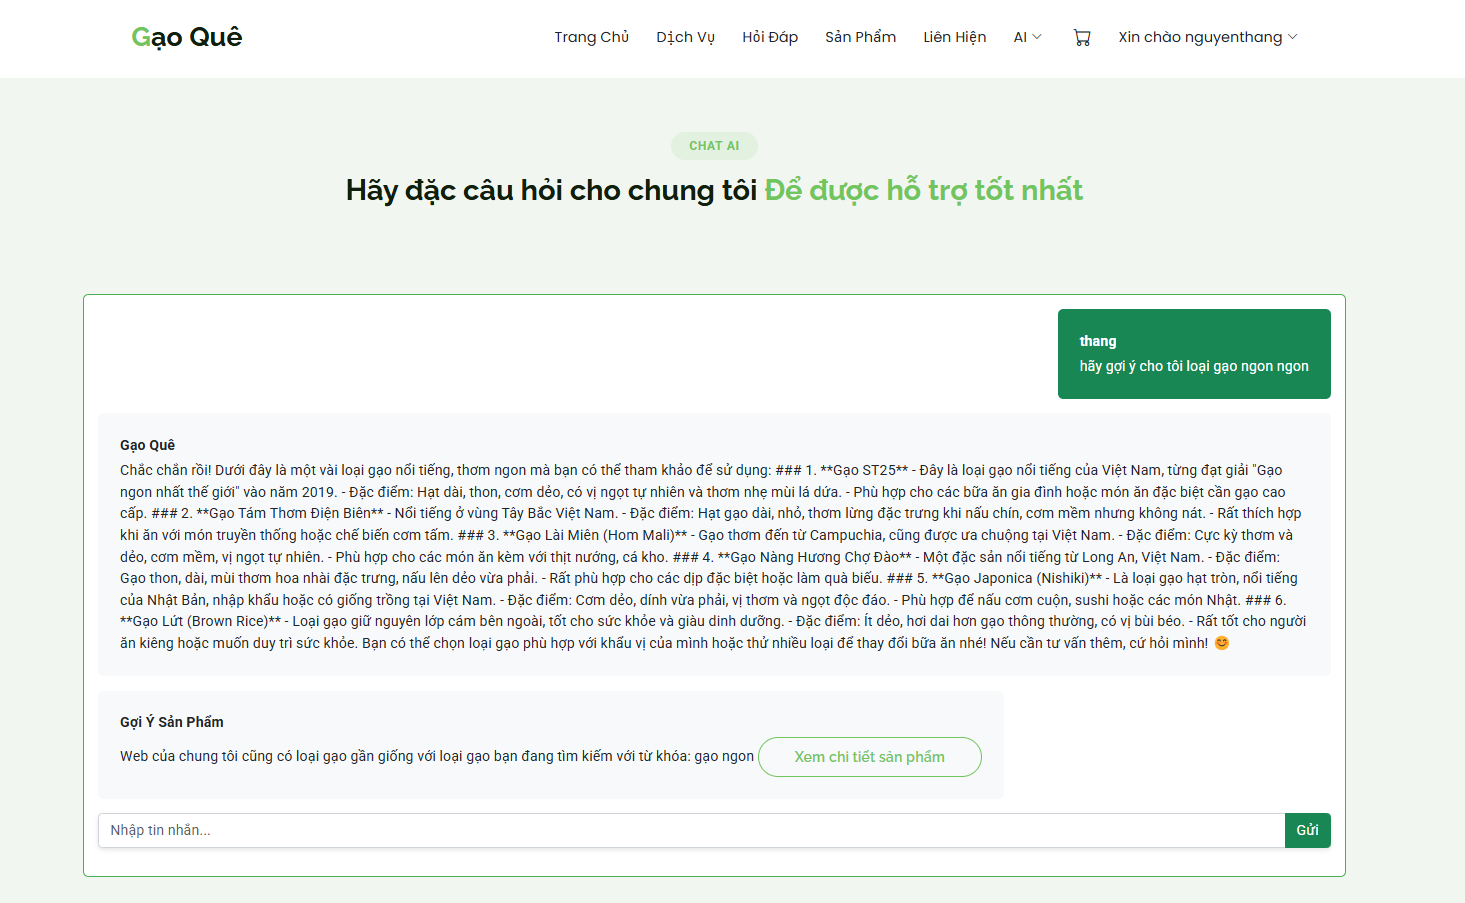 Gạo Quê
Trang Chủ Dịch Vụ Hỏi Đáp Sản Phẩm Liên Hiện AI Xin chào nguyenthang
CHAT AI
Hãy đặc câu hỏi cho chung tôi Để được hỗ trợ tốt nhất
thang
hãy gợi ý cho tôi loại gạo ngon ngon
Gạo Quê
Chắc chắn rồi! Dưới đây là một vài loại gạo nổi tiếng, thơm ngon mà bạn có thể tham khảo để sử dụng: ### 1. **Gạo ST25** - Đây là loại gạo nổi tiếng của Việt Nam, từng đạt giải "Gạo
ngon nhất thế giới" vào năm 2019. - Đặc điểm: Hạt dài, thon, cơm dẻo, có vị ngọt tự nhiên và thơm nhẹ mùi lá dứa. - Phù hợp cho các bữa ăn gia đình hoặc món ăn đặc biệt cần gạo cao
cấp. ### 2. **Gạo Tám Thơm Điện Biên** - Nổi tiếng ở vùng Tây Bắc Việt Nam. - Đặc điểm: Hạt gạo dài, nhỏ, thơm lừng đặc trưng khi nấu chín, cơm mềm nhưng không nát. - Rất thích hợp
khi ăn với món truyền thống hoặc chế biến cơm tấm. ### 3. **Gạo Lài Miên (Hom Mali)** - Gạo thơm đến từ Campuchia, cũng được ưa chuộng tại Việt Nam. - Đặc điểm: Cực kỳ thơm và
dẻo, cơm mềm, vị ngọt tự nhiên. - Phù hợp cho các món ăn kèm với thịt nướng, cá kho. ### 4. **Gạo Nàng Hương Chợ Đào** - Một đặc sản nổi tiếng từ Long An, Việt Nam. - Đặc điểm:
Gạo thon, dài, mùi thơm hoa nhài đặc trưng, nấu lên dẻo vừa phải. - Rất phù hợp cho các dịp đặc biệt hoặc làm quà biếu. ### 5. **Gạo Japonica (Nishiki)** - Là loại gạo hạt tròn, nổi tiếng
của Nhật Bản, nhập khẩu hoặc có giống trồng tại Việt Nam. - Đặc điểm: Cơm dẻo, dính vừa phải, vị thơm và ngọt độc đáo. - Phù hợp để nấu cơm cuộn, sushi hoặc các món Nhật. ### 6.
**Gạo Lứt (Brown Rice)** - Loại gạo giữ nguyên lớp cám bên ngoài, tốt cho sức khỏe và giàu dinh dưỡng. - Đặc điểm: Ít dẻo, hơi dai hơn gạo thông thường, có vị bùi béo. - Rất tốt cho người
ăn kiêng hoặc muốn duy trì sức khỏe. Bạn có thể chọn loại gạo phù hợp với khẩu vị của mình hoặc thử nhiều loại để thay đổi bữa ăn nhé! Nếu cần tư vấn thêm, cứ hỏi mình! 😊
Gợi Ý Sản Phẩm
Web của chung tôi cũng có loại gạo gần giống với loại gạo bạn đang tìm kiếm với từ khóa: gạo ngon Xem chi tiết sản phẩm
Nhập tin nhắn... Gửi